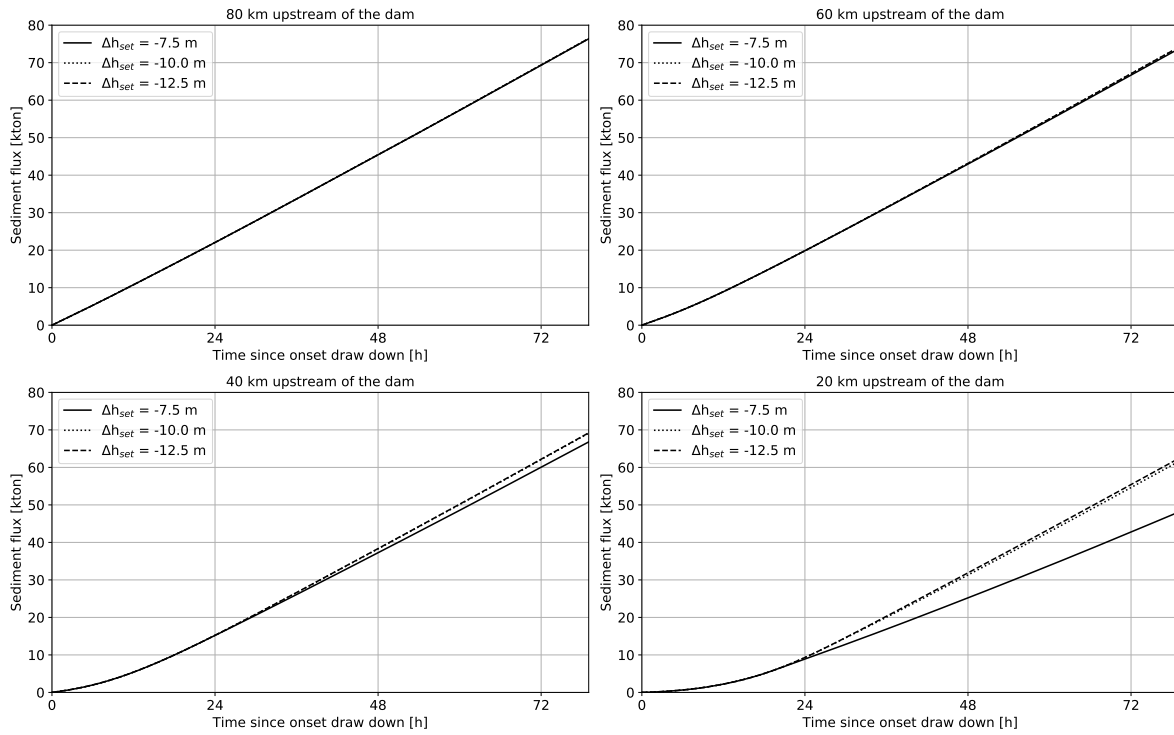 80 km upstream of the dam
Sediment flux [kton]
80
70
60
50
40
30
20
10
0
Δh_set = -7.5 m
Δh_set = -10.0 m
Δh_set = -12.5 m
0 24 48 72
Time since onset draw down [h]
60 km upstream of the dam
Sediment flux [kton]
80
70
60
50
40
30
20
10
0
Δh_set = -7.5 m
Δh_set = -10.0 m
Δh_set = -12.5 m
0 24 48 72
Time since onset draw down [h]
40 km upstream of the dam
Sediment flux [kton]
80
70
60
50
40
30
20
10
0
Δh_set = -7.5 m
Δh_set = -10.0 m
Δh_set = -12.5 m
0 24 48 72
Time since onset draw down [h]
20 km upstream of the dam
Sediment flux [kton]
80
70
60
50
40
30
20
10
0
Δh_set = -7.5 m
Δh_set = -10.0 m
Δh_set = -12.5 m
0 24 48 72
Time since onset draw down [h]